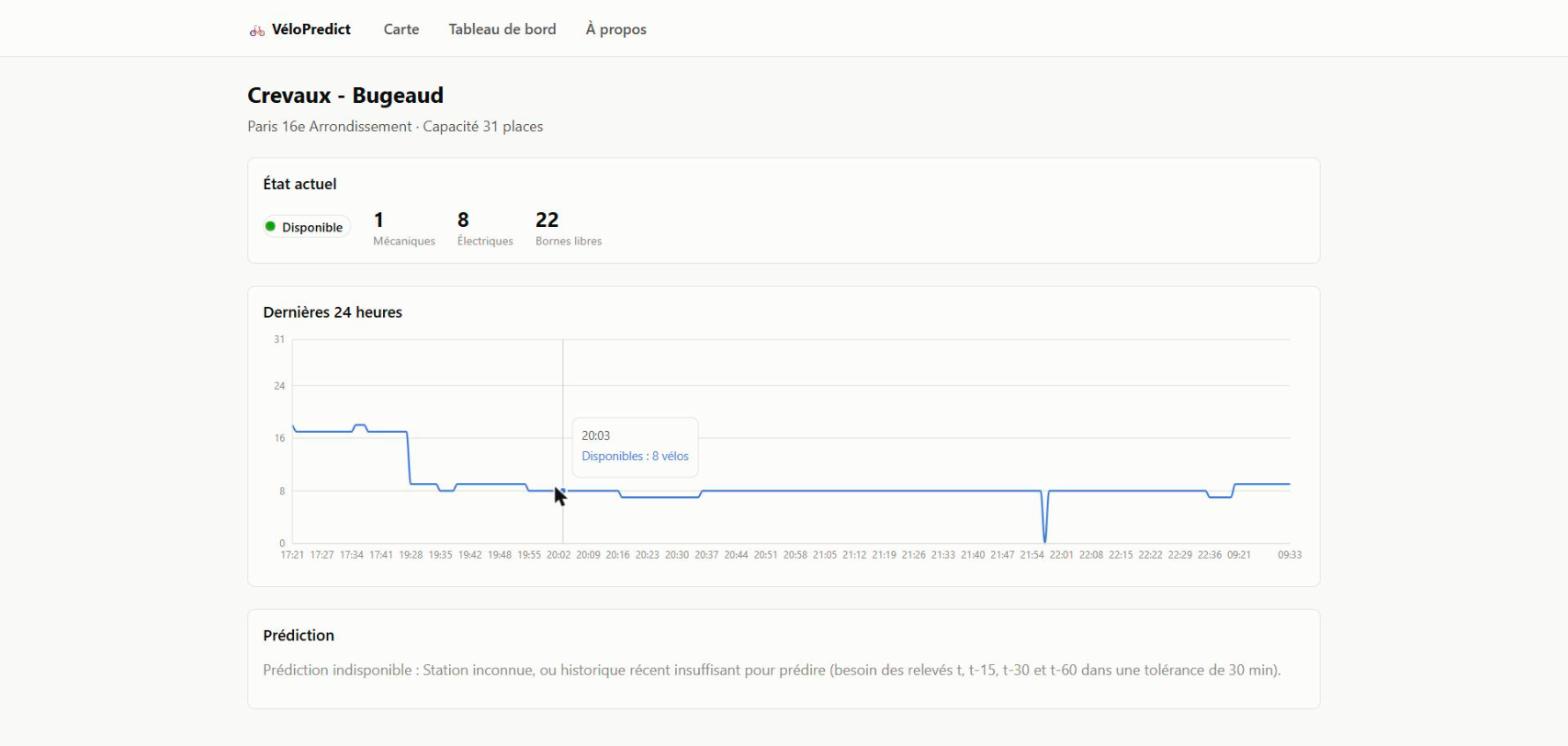 VéloPredict Carte Tableau de bord À propos
Crevaux - Bugeaud
Paris 16e Arrondissement · Capacité 31 places
État actuel
Disponible 1 8 22
Mécaniques Électriques Bornes libres
Dernières 24 heures
31
24
16
8
0
20:03
Disponibles : 8 vélos
17:21 17:27 17:34 17:41 19:28 19:35 19:42 19:48 19:55 20:02 20:09 20:16 20:23 20:30 20:37 20:44 20:51 20:58 21:05 21:12 21:19 21:26 21:33 21:40 21:47 21:54 22:01 22:08 22:15 22:22 22:29 22:36 09:21 09:33
Prédiction
Prédiction indisponible : Station inconnue, ou historique récent insuffisant pour prédire (besoin des relevés t, t-15, t-30 et t-60 dans une tolérance de 30 min).